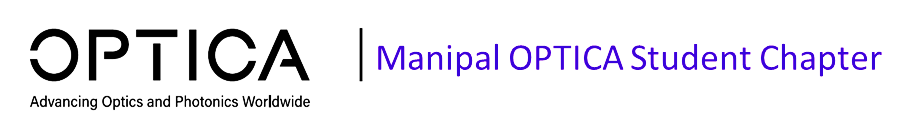 OPTICA
Advancing Optics and Photonics Worldwide
Manipal OPTICA Student Chapter